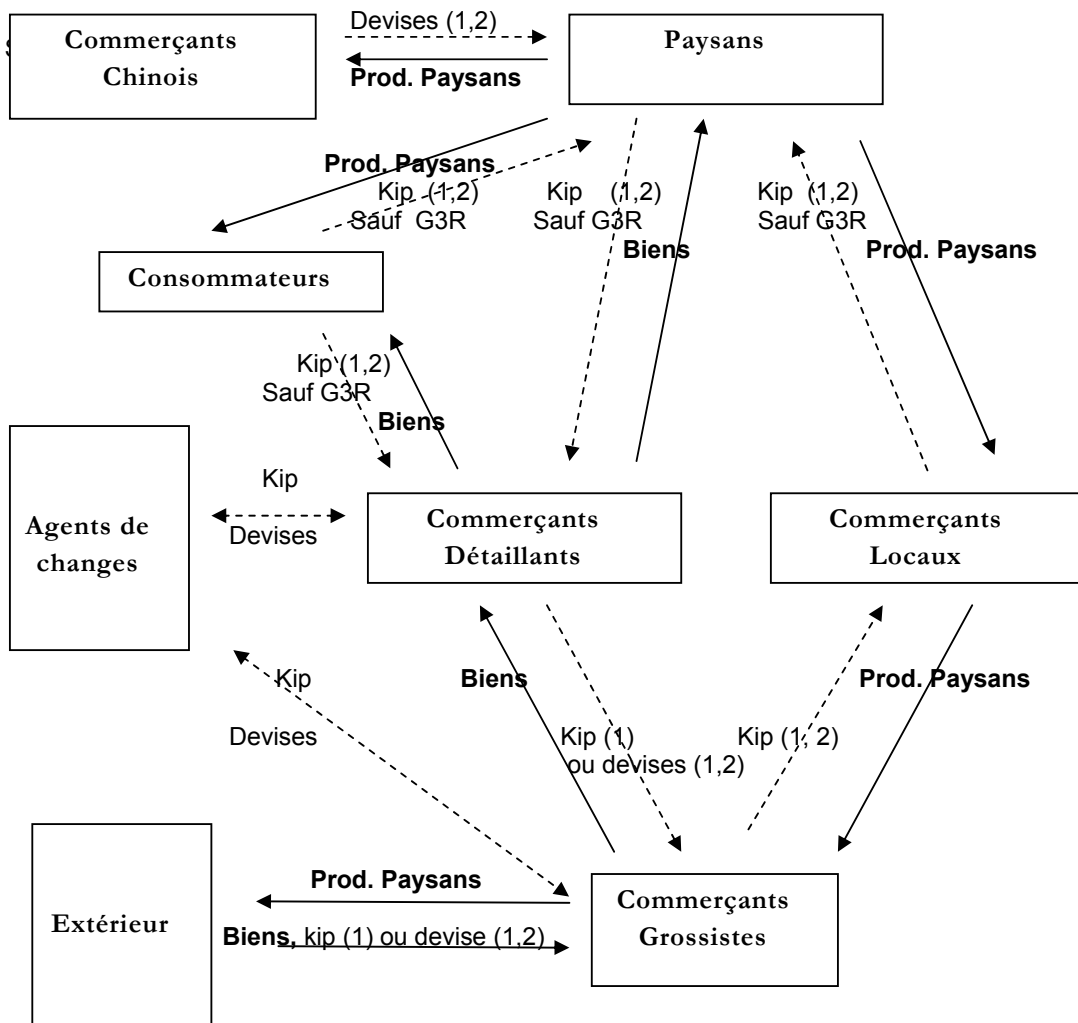 Devises (1,2)
Commerçants
Chinois
Paysans
Prod. Paysans
Prod. Paysans
Kip (1,2)
Sauf G3R
Kip (1,2)
Sauf G3R
Kip (1,2)
Sauf G3R
Biens
Prod. Paysans
Consommateurs
Kip (1,2)
Sauf G3R
Biens
Kip
Devises
Agents de
changes
Commerçants
Détaillants
Commerçants
Locaux
Kip
Devises
Biens
Prod. Paysans
Kip (1)
ou devises (1,2)
Kip (1, 2)
Prod. Paysans
Biens, kip (1) ou devise (1,2)
Extérieur
Commerçants
Grossistes